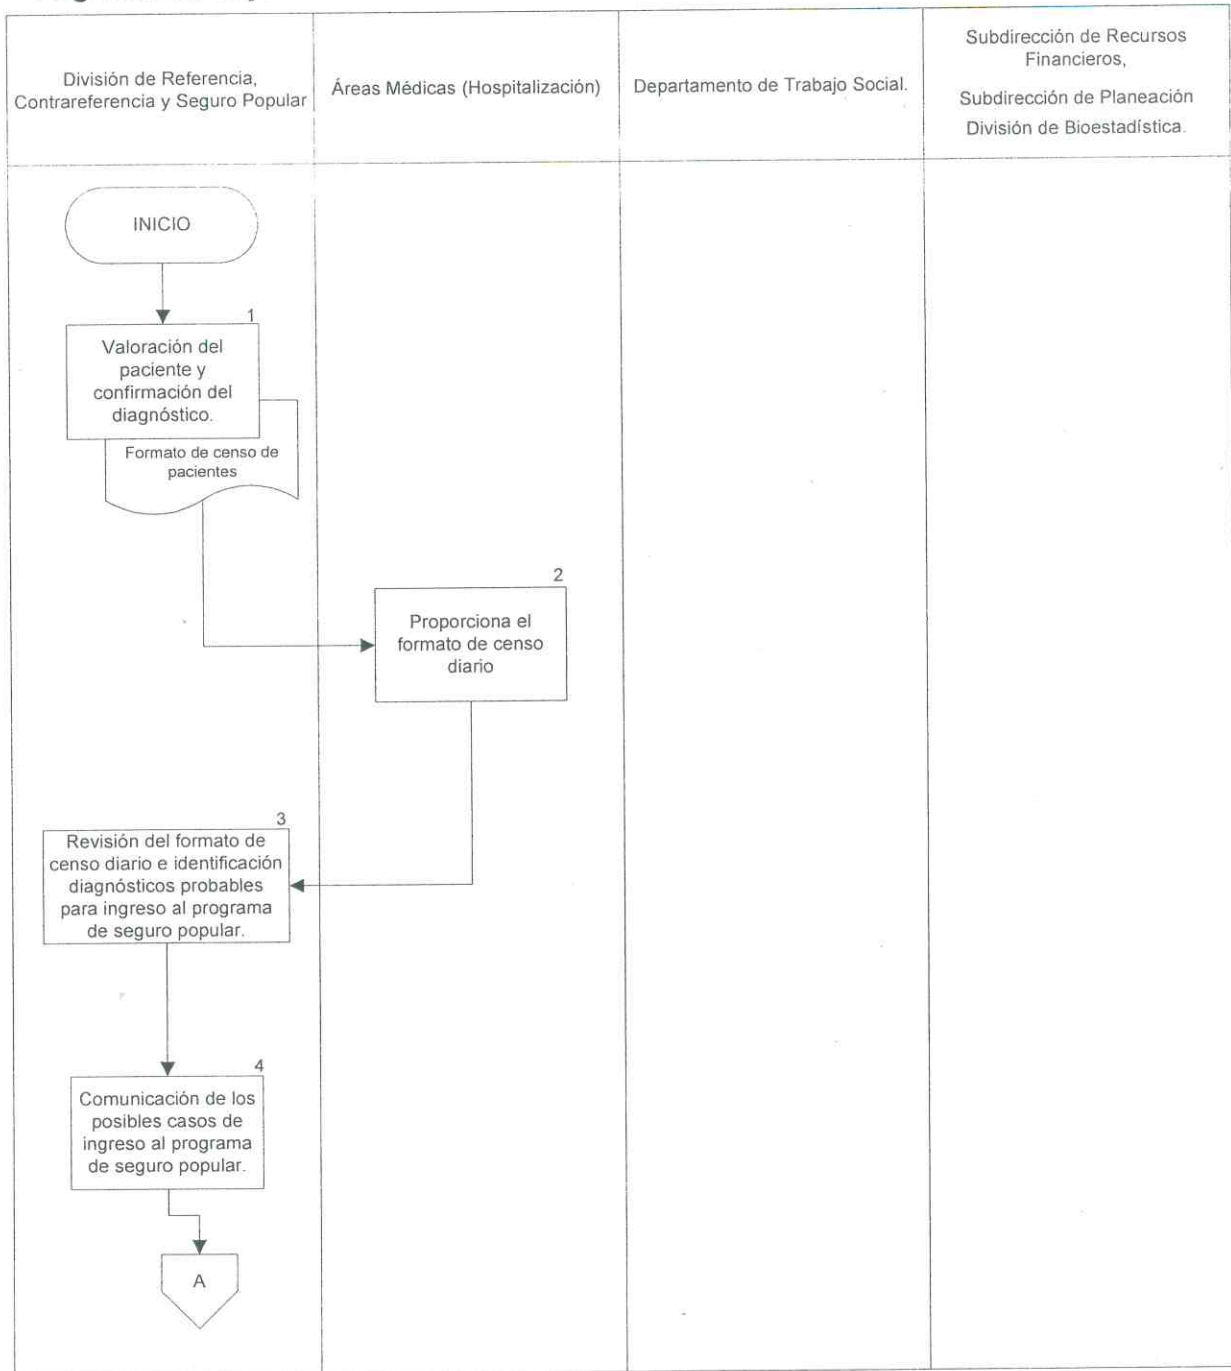 División de Referencia,
Contrareferencia y Seguro Popular
Áreas Médicas (Hospitalización)
Departamento de Trabajo Social.
Subdirección de Recursos
Financieros,
Subdirección de Planeación
División de Bioestadística.
INICIO
1
Valoración del
paciente y
confirmación del
diagnóstico.
Formato de censo de
pacientes
2
Proporciona el
formato de censo
diario
3
Revisión del formato de
censo diario e identificación
diagnósticos probables
para ingreso al programa
de seguro popular.
4
Comunicación de los
posibles casos de
ingreso al programa
de seguro popular.
A